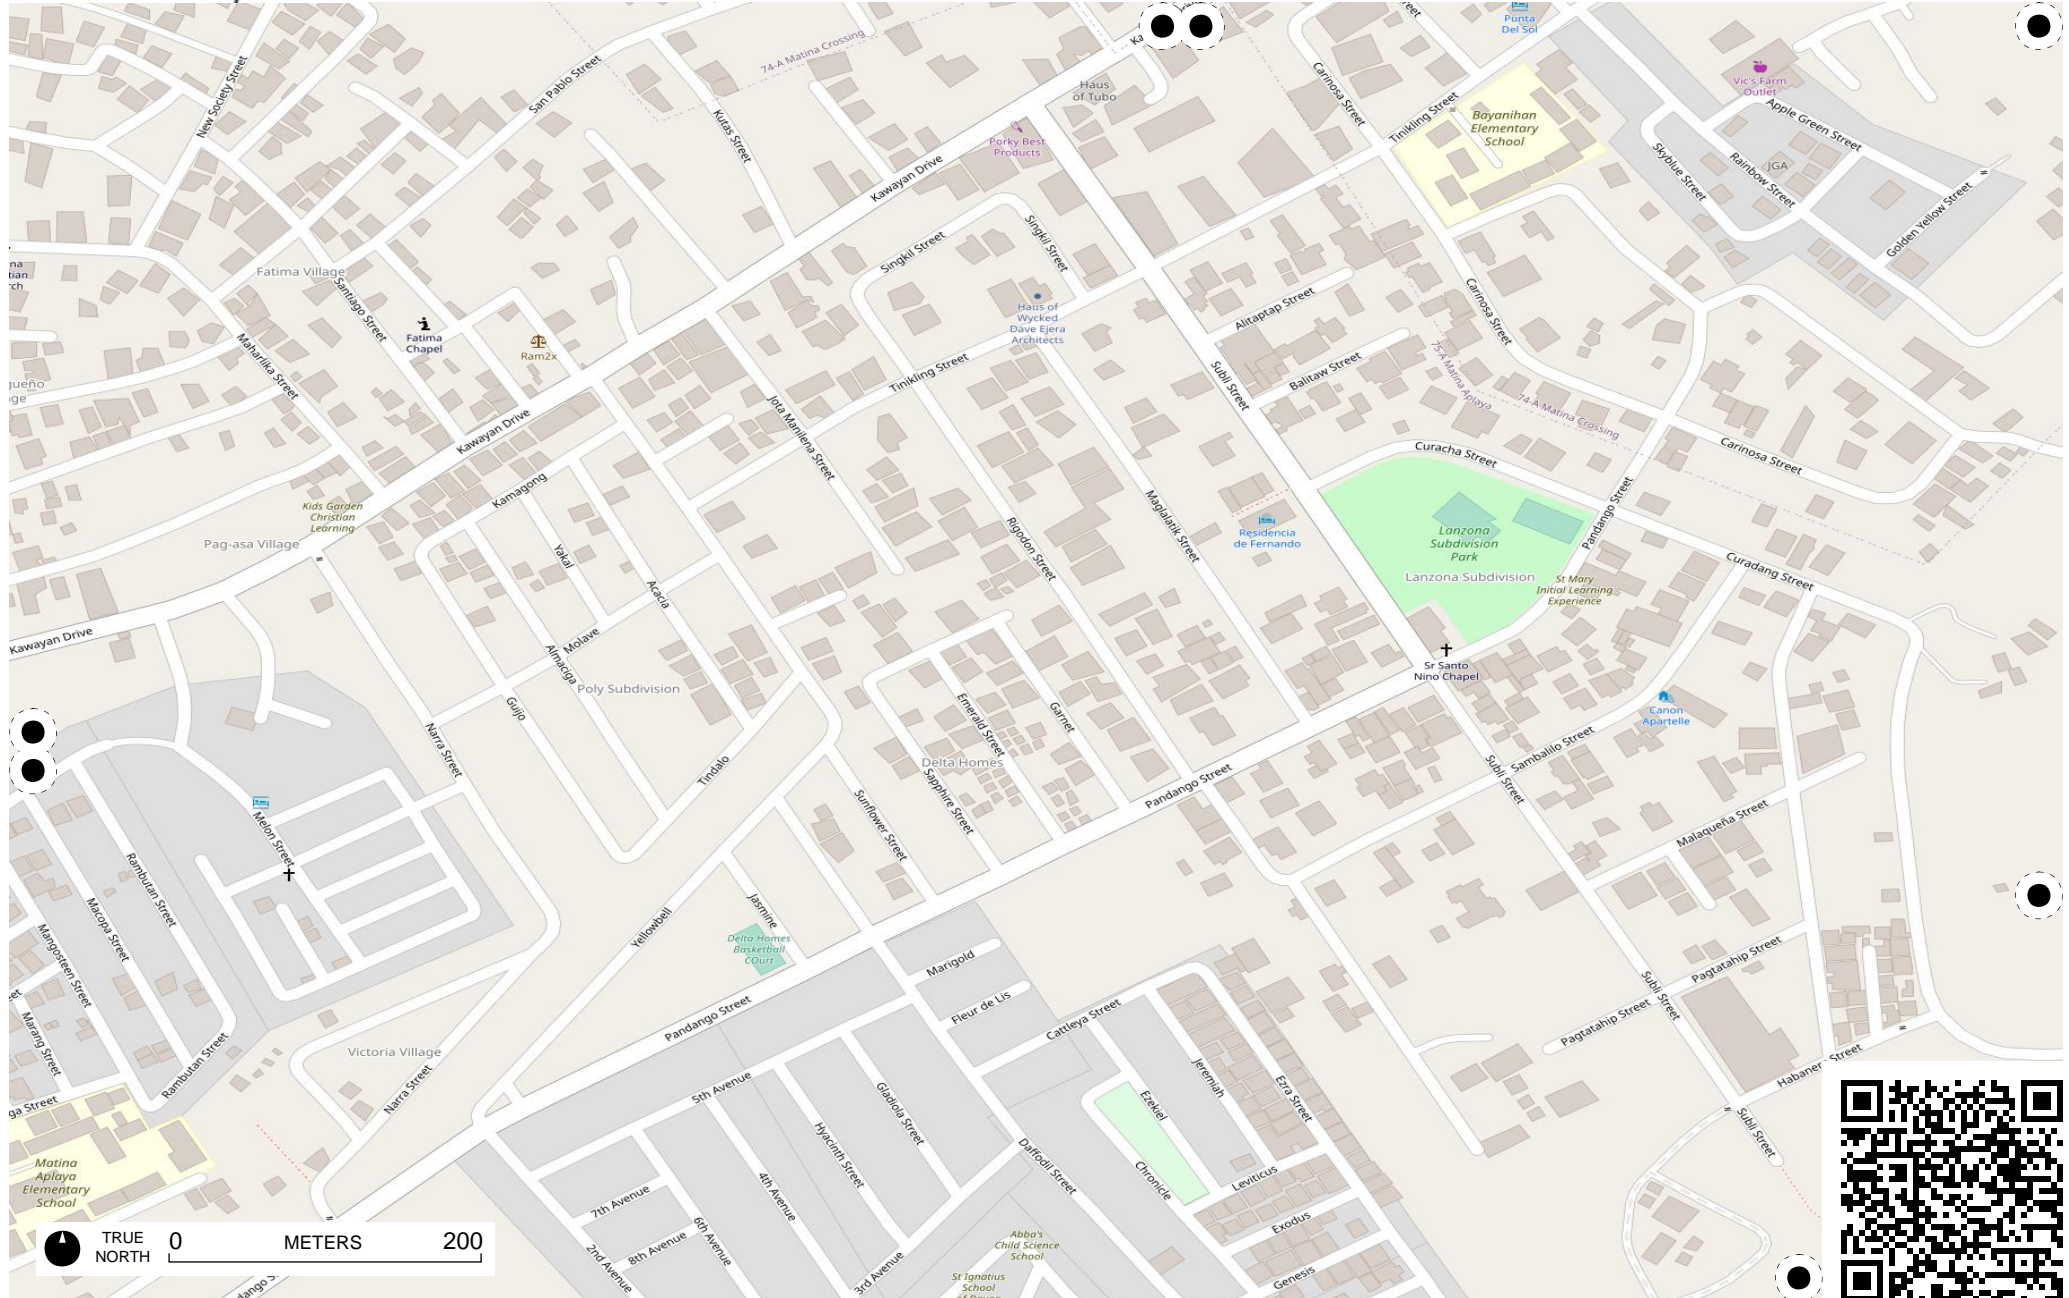 Punta
Del Sol
74-A Matina Crossing
New Society Street
San Pablo Street
Kutas Street
Haus
of Tubo
Carinosa Street
Tinikling Street
Bayanihan
Elementary
School
Vic's Farm
Outlet
Apple Green Street
Skyblue Street
Rainbow Street
JGA
Golden Yellow Street
Porky Best
Products
Kawayan Drive
Singkil Street
Singkil Street
Fatima Village
Santiago Street
Fatima
Chapel
Ram2x
Haus of
Wycked
Dave Ejera
Architects
Alitaptap Street
Carinosa Street
Maharlika Street
Tinikling Street
Subli Street
Balitaw Street
75-A Matina Aplaya
74-A Matina Crossing
Kawayan Drive
Jota Manilena Street
Curacha Street
Carinosa Street
Kids Garden
Christian
Learning
Kamagong
Maglalatik Street
Rigodon Street
Residencia
de Fernando
Lanzona
Subdivision
Park
Pandango Street
Pag-asa Village
Yakal
Acacia
Lanzona Subdivision
St Mary
Initial Learning
Experience
Curadang Street
Kawayan Drive
Molave
Almaciga
Poly Subdivision
Guijo
Narra Street
Tindalo
Emerald Street
Garnet
Delta Homes
Sapphire Street
Sr Santo
Nino Chapel
Canon
Apartelle
Sambalilo Street
Subli Street
Pandango Street
Malaqueña Street
Sunflower Street
Melon Street
Rambutan Street
Macopa Street
Mangosteen Street
Marang Street
Rambutan Street
Jasmine
Yellowbell
Delta Homes
Basketball
COurt
Marigold
Fleur de Lis
Pagtatahip Street
Subli Street
Pagtatahip Street
Pandango Street
Cattleya Street
Victoria Village
Narra Street
5th Avenue
Gladiola Street
Hyacinth Street
Jeremiah
Ezra Street
Ezekiel
Chronicle
Daffodil Street
Leviticus
Exodus
Genesis
Subli Street
Matina
Aplaya
Elementary
School
7th Avenue
4th Avenue
6th Avenue
8th Avenue
2nd Avenue
3rd Avenue
Abba's
Child Science
School
St Ignatius
School
TRUE
NORTH
0 METERS 200